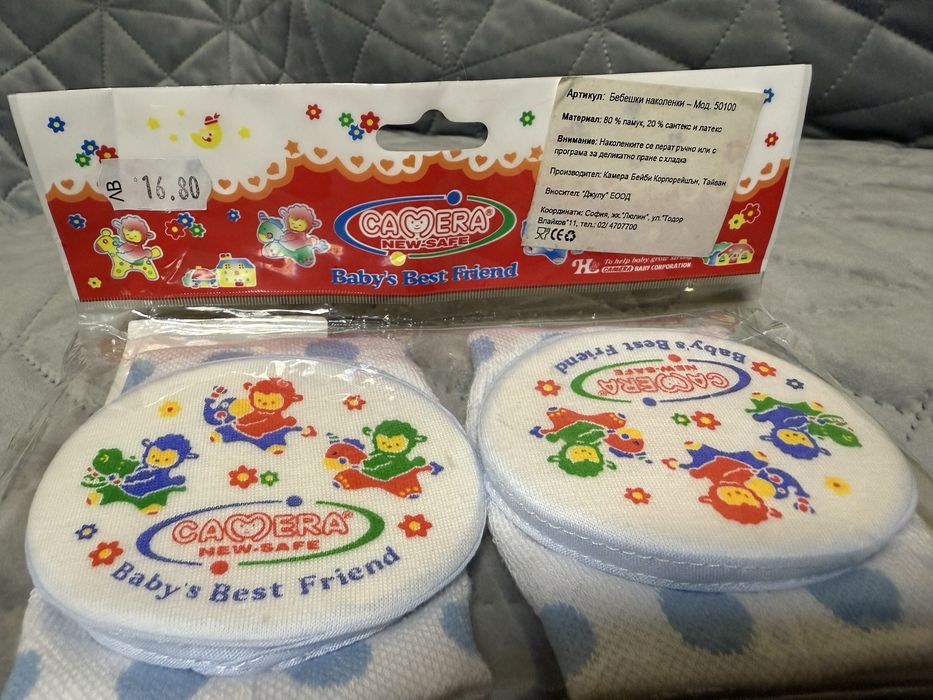 ЛВ 16.80
CAMERA®
NEW-SAFE
Baby's Best Friend
Артикул: Бебешки наколенки – Мод. 50100
Материал: 80 % памук, 20 % сантекс и латекс
Внимание: Наколенките се перат ръчно или с
програма за деликатно пране с хладка
Производител: Камера Бейби Корпорейшън, Тайван
Вносител: "Джулу" ЕООД
Координати: София, жк."Люлин", ул."Тодор
Влайков"11, тел.: 02/ 4707700
CE
To help baby grow strong
CAMERA BABY CORPORATION
CAMERA®
NEW-SAFE
Baby's Best Friend
Baby's Best Friend
CAMERA
NEW-SAFE